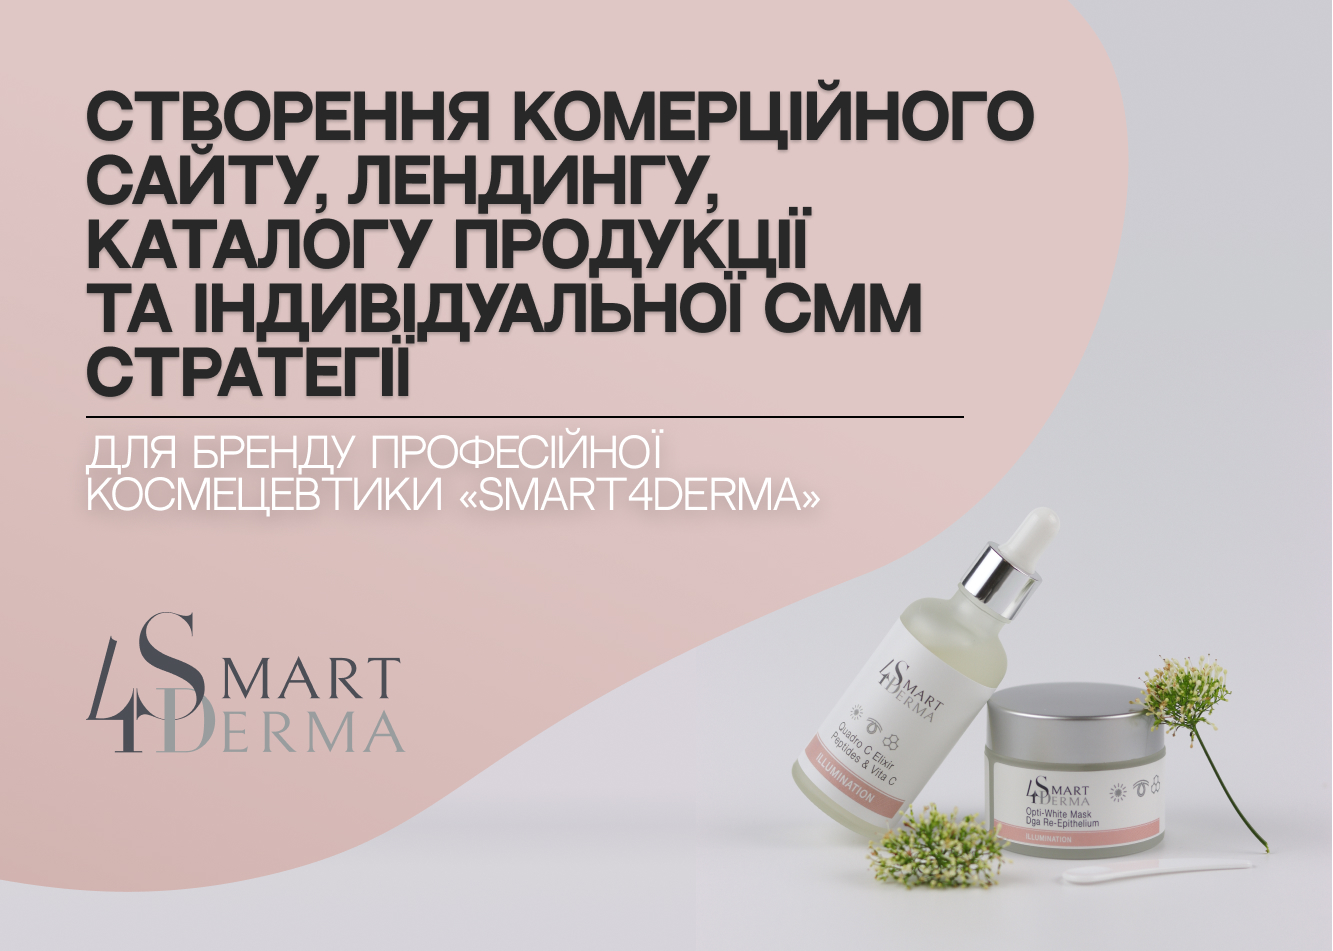 СТВОРЕННЯ КОМЕРЦІЙНОГО
САЙТУ, ЛЕНДИНГУ,
КАТАЛОГУ ПРОДУКЦІЇ
ТА ІНДИВІДУАЛЬНОЇ СММ
СТРАТЕГІЇ
ДЛЯ БРЕНДУ ПРОФЕСІЙНОЇ
КОСМЕЦЕВТИКИ «SMART4DERMA»
4SMART
DERMA
4SMART
DERMA
Quadro C Elixir
Peptides & Vita C
ILLUMINATION
4SMART
DERMA
Opti-White Mask
Dga Re-Epithelium
ILLUMINATION